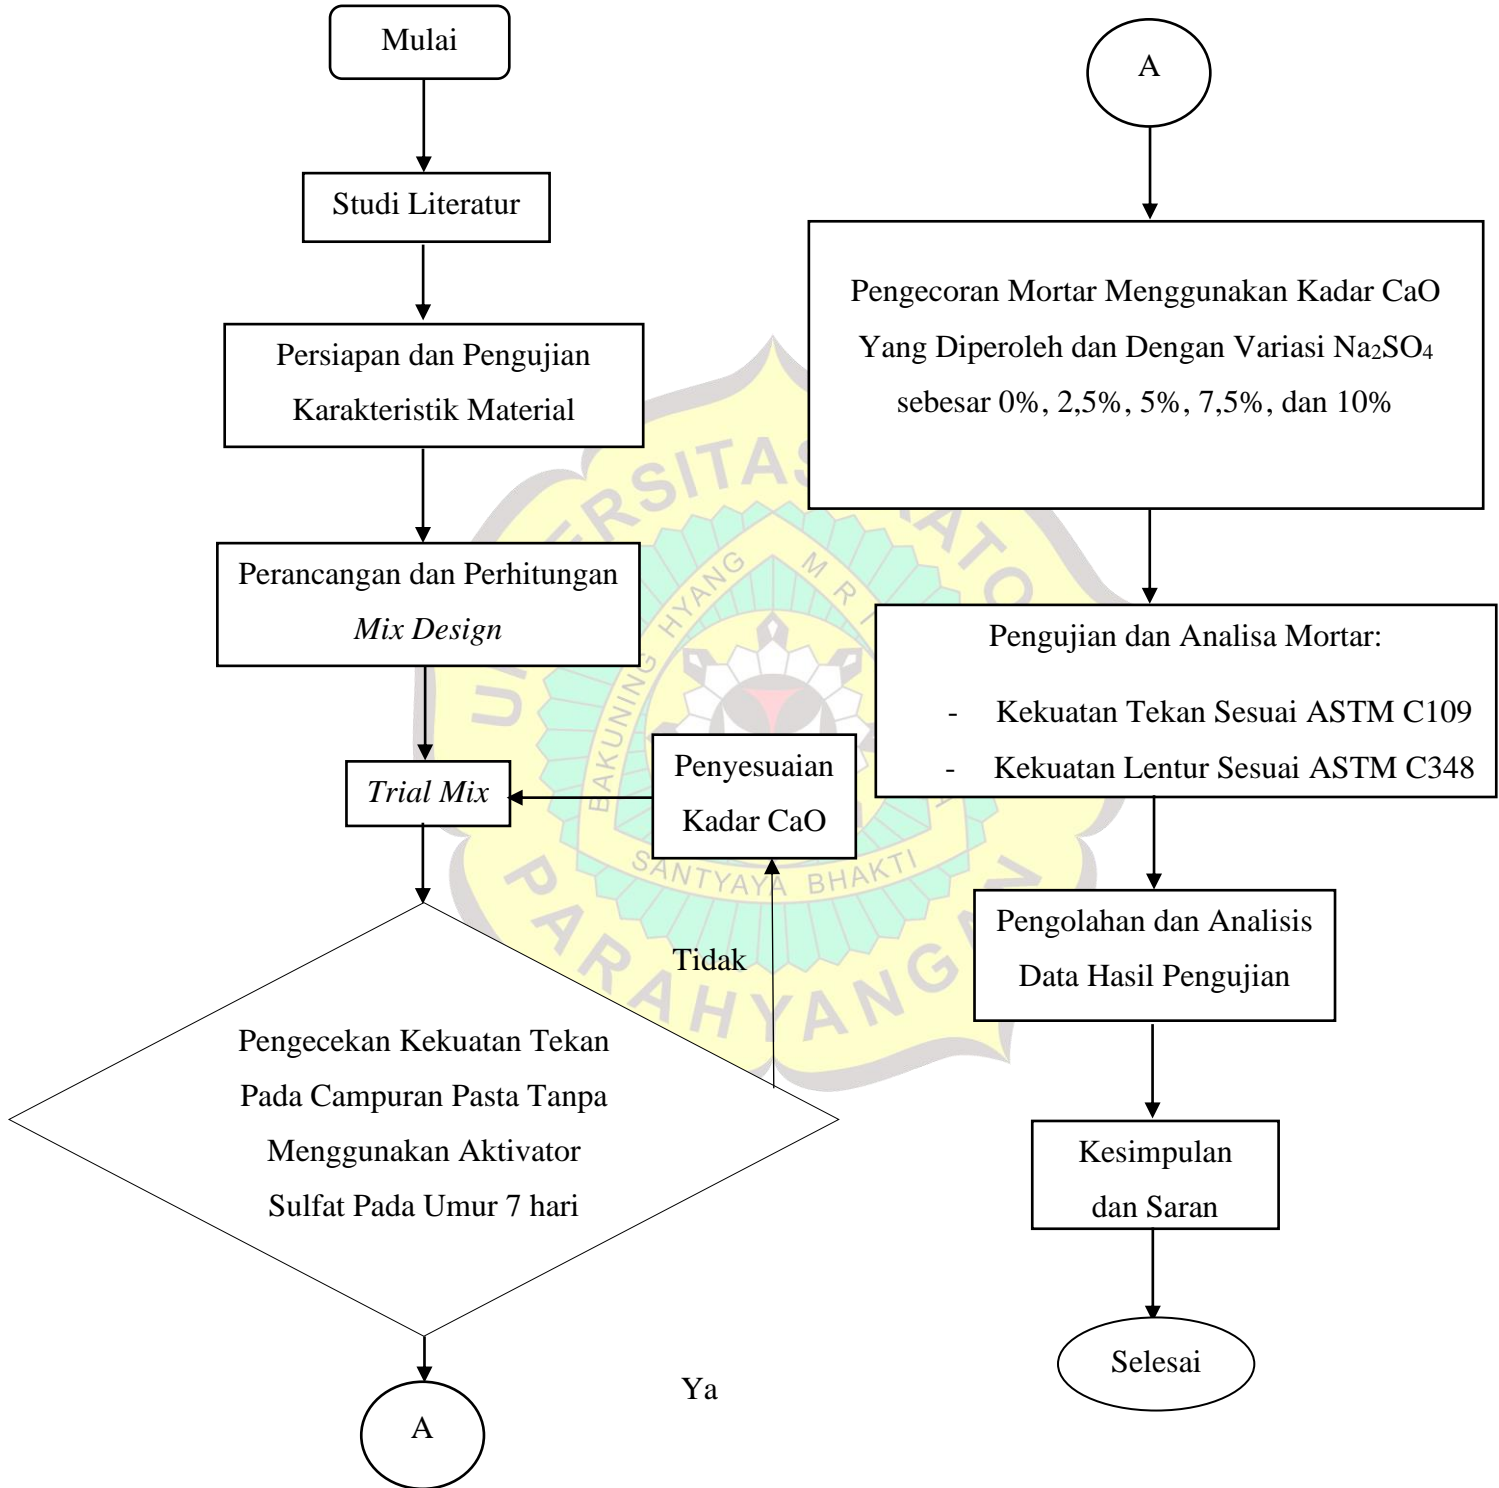 Mulai
Studi Literatur
Persiapan dan Pengujian
Karakteristik Material
Perancangan dan Perhitungan
Mix Design
Trial Mix
Penyesuaian
Kadar CaO
Tidak
Pengecekan Kekuatan Tekan
Pada Campuran Pasta Tanpa
Menggunakan Aktivator
Sulfat Pada Umur 7 hari
Ya
A
A
Pengecoran Mortar Menggunakan Kadar CaO
Yang Diperoleh dan Dengan Variasi Na₂SO₄
sebesar 0%, 2,5%, 5%, 7,5%, dan 10%
Pengujian dan Analisa Mortar:
- Kekuatan Tekan Sesuai ASTM C109
- Kekuatan Lentur Sesuai ASTM C348
Pengolahan dan Analisis
Data Hasil Pengujian
Kesimpulan
dan Saran
Selesai
PARAHYANGAN
BAKUNING HYANG
SANTYAYA BHAKTI